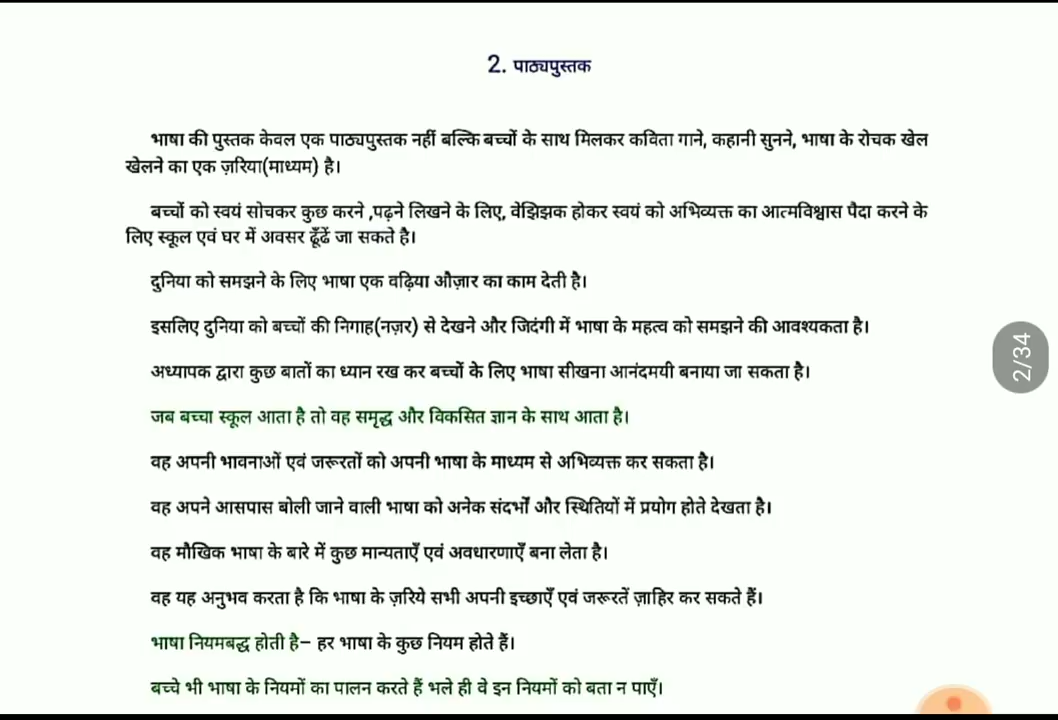 2. पाठ्यपुस्तक
भाषा की पुस्तक केवल एक पाठ्यपुस्तक नहीं बल्कि बच्चों के साथ मिलकर कविता गाने, कहानी सुनने, भाषा के रोचक खेल
खेलने का एक ज़रिया(माध्यम) है।
बच्चों को स्वयं सोचकर कुछ करने ,पढ़ने लिखने के लिए, वेझिझक होकर स्वयं को अभिव्यक्त का आत्मविश्वास पैदा करने के
लिए स्कूल एवं घर में अवसर ढूँढें जा सकते है।
दुनिया को समझने के लिए भाषा एक वढ़िया औज़ार का काम देती है।
इसलिए दुनिया को बच्चों की निगाह(नज़र) से देखने और जिदंगी में भाषा के महत्व को समझने की आवश्यकता है।
अध्यापक द्वारा कुछ बातों का ध्यान रख कर बच्चों के लिए भाषा सीखना आनंदमयी बनाया जा सकता है।
जब बच्चा स्कूल आता है तो वह समृद्ध और विकसित ज्ञान के साथ आता है।
वह अपनी भावनाओं एवं जरूरतों को अपनी भाषा के माध्यम से अभिव्यक्त कर सकता है।
वह अपने आसपास बोली जाने वाली भाषा को अनेक संदर्भों और स्थितियों में प्रयोग होते देखता है।
वह मौखिक भाषा के बारे में कुछ मान्यताएँ एवं अवधारणाएँ बना लेता है।
वह यह अनुभव करता है कि भाषा के ज़रिये सभी अपनी इच्छाएँ एवं जरूरतें ज़ाहिर कर सकते हैं।
भाषा नियमबद्ध होती है– हर भाषा के कुछ नियम होते हैं।
बच्चे भी भाषा के नियमों का पालन करते हैं भले ही वे इन नियमों को बता न पाएँ।
2/34